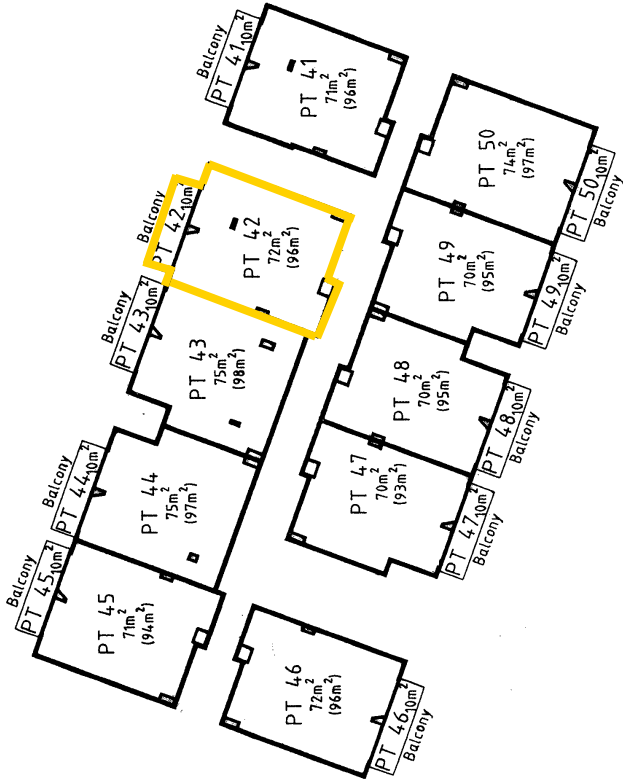 Balcony
PT 41 10m²
PT 41
71m²
(96m²)
Balcony
PT 42 10m²
PT 42
72m²
(96m²)
Balcony
PT 43 10m²
PT 43
75m²
(98m²)
Balcony
PT 44 10m²
PT 44
75m²
(97m²)
Balcony
PT 45 10m²
PT 45
71m²
(94m²)
PT 46
72m²
(96m²)
PT 46 10m²
Balcony
PT 50
74m²
(97m²)
PT 50 10m²
Balcony
PT 49
70m²
(95m²)
PT 49 10m²
Balcony
PT 48
70m²
(95m²)
PT 48 10m²
Balcony
PT 47
70m²
(93m²)
PT 47 10m²
Balcony